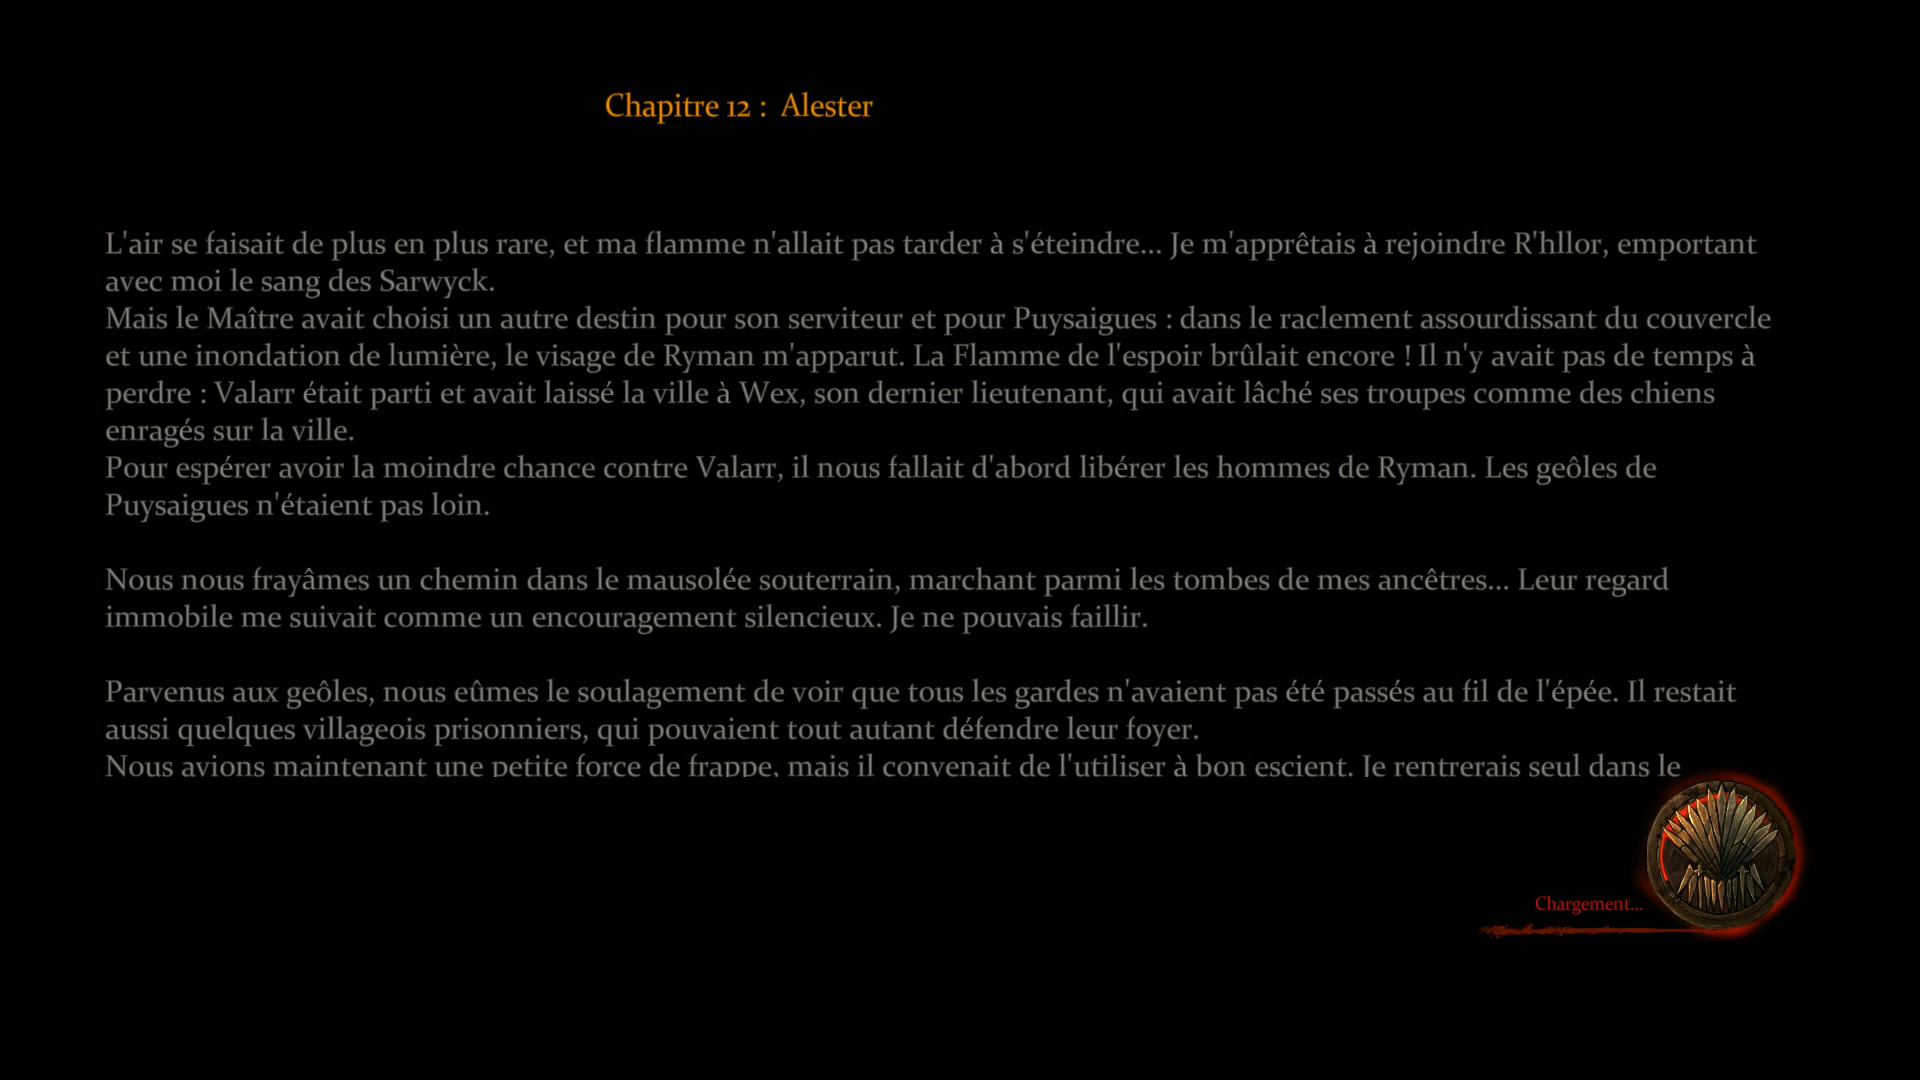 Chapitre 12 :  Alester
L'air se faisait de plus en plus rare, et ma flamme n'allait pas tarder à s'éteindre... Je m'apprêtais à rejoindre R'hllor, emportant
avec moi le sang des Sarwyck.
Mais le Maître avait choisi un autre destin pour son serviteur et pour Puysaigues : dans le raclement assourdissant du couvercle
et une inondation de lumière, le visage de Ryman m'apparut. La Flamme de l'espoir brûlait encore ! Il n'y avait pas de temps à
perdre : Valarr était parti et avait laissé la ville à Wex, son dernier lieutenant, qui avait lâché ses troupes comme des chiens
enragés sur la ville.
Pour espérer avoir la moindre chance contre Valarr, il nous fallait d'abord libérer les hommes de Ryman. Les geôles de
Puysaigues n'étaient pas loin.
Nous nous frayâmes un chemin dans le mausolée souterrain, marchant parmi les tombes de mes ancêtres... Leur regard
immobile me suivait comme un encouragement silencieux. Je ne pouvais faillir.
Parvenus aux geôles, nous eûmes le soulagement de voir que tous les gardes n'avaient pas été passés au fil de l'épée. Il restait
aussi quelques villageois prisonniers, qui pouvaient tout autant défendre leur foyer.
Nous avions maintenant une petite force de frappe, mais il convenait de l'utiliser à bon escient. Je rentrerais seul dans le
Chargement...